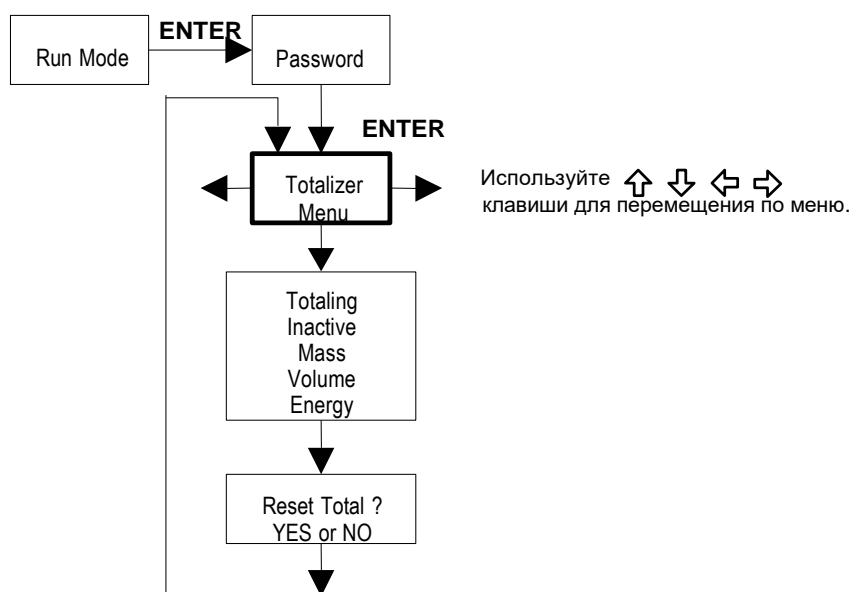 ENTER
Run Mode
Password
ENTER
Totalizer
Menu
Используйте
клавиши для перемещения по меню.
Totaling
Inactive
Mass
Volume
Energy
Reset Total ?
YES or NO